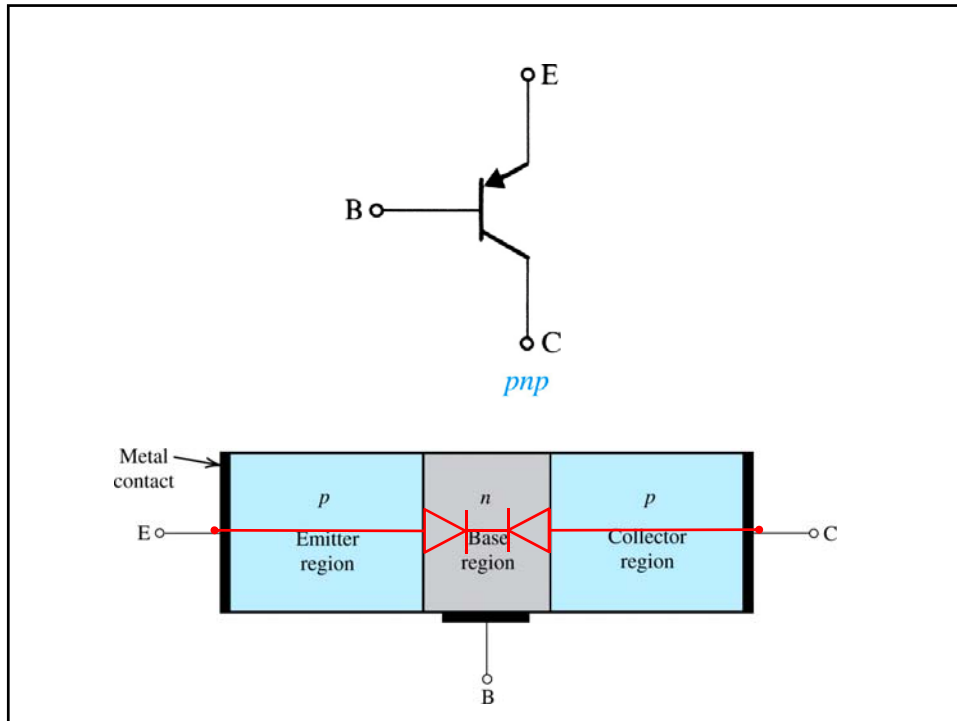 E
B
C
pnp
Metal
contact
p
n
p
E
Emitter
region
Base
region
Collector
region
C
B